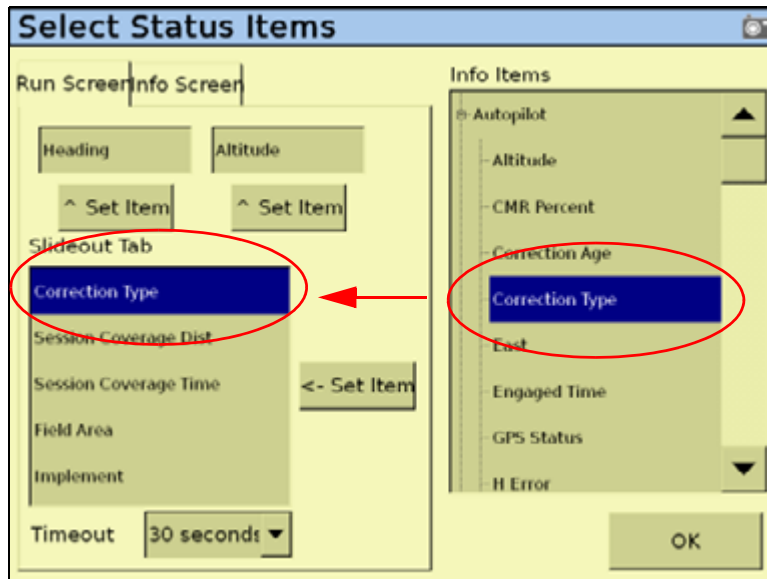 Select Status Items
Run Screen
Info Screen
Heading
Altitude
^ Set Item
^ Set Item
Slideout Tab
Correction Type
Session Coverage Dist
Session Coverage Time
Field Area
Implement
<- Set Item
Timeout
30 seconds
Info Items
Autopilot
Altitude
CMR Percent
Correction Age
Correction Type
East
Engaged Time
GPS Status
H Error
OK